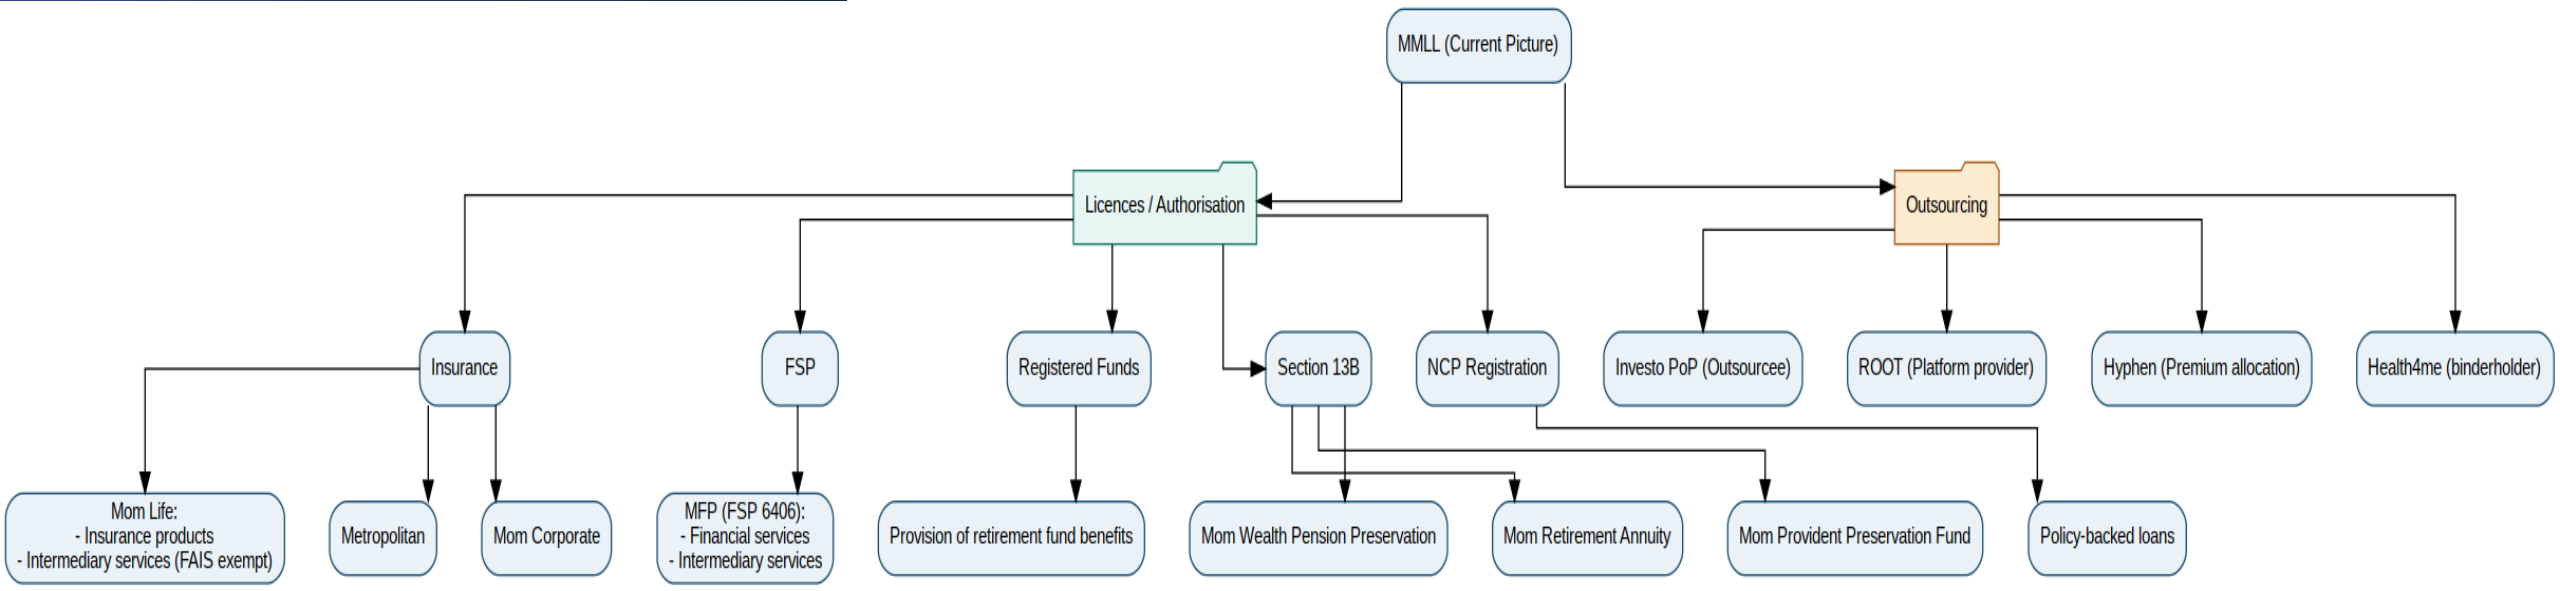 MMLL (Current Picture)
Licences / Authorisation
Outsourcing
Insurance
FSP
Registered Funds
Section 13B
NCP Registration
Investo PoP (Outsourcee)
ROOT (Platform provider)
Hyphen (Premium allocation)
Health4me (binderholder)
Mom Life:
- Insurance products
- Intermediary services (FAIS exempt)
Metropolitan
Mom Corporate
MFP (FSP 6406):
- Financial services
- Intermediary services
Provision of retirement fund benefits
Mom Wealth Pension Preservation
Mom Retirement Annuity
Mom Provident Preservation Fund
Policy-backed loans